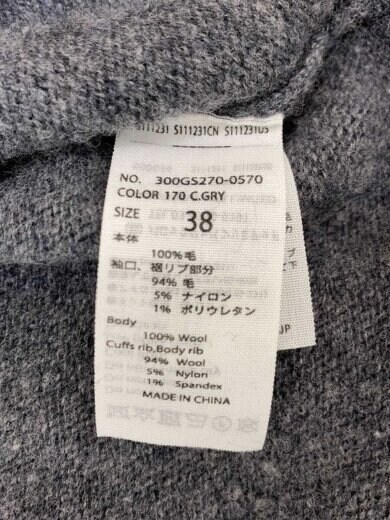 S111231 S111231CN S111231US
NO. 300GS270-0570
COLOR 170 C.GRY
SIZE 38
本体
100%毛
袖口、裾リブ部分
94%毛
5% ナイロン
1% ポリウレタン
Body
100% Wool
Cuffs rib,Body rib
94% Wool
5% Nylon
1% Spandex
MADE IN CHINA
JP